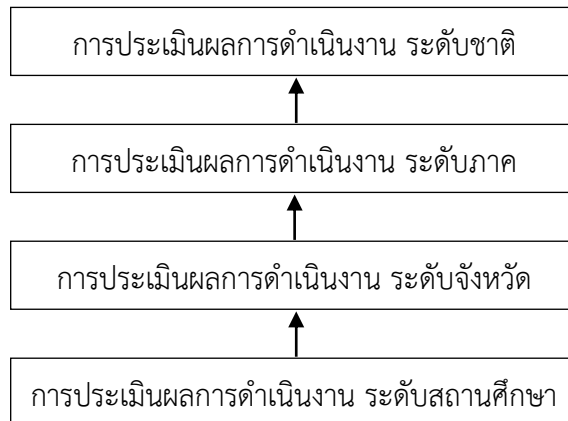 การประเมินผลการดำเนินงาน ระดับชาติ
การประเมินผลการดำเนินงาน ระดับภาค
การประเมินผลการดำเนินงาน ระดับจังหวัด
การประเมินผลการดำเนินงาน ระดับสถานศึกษา